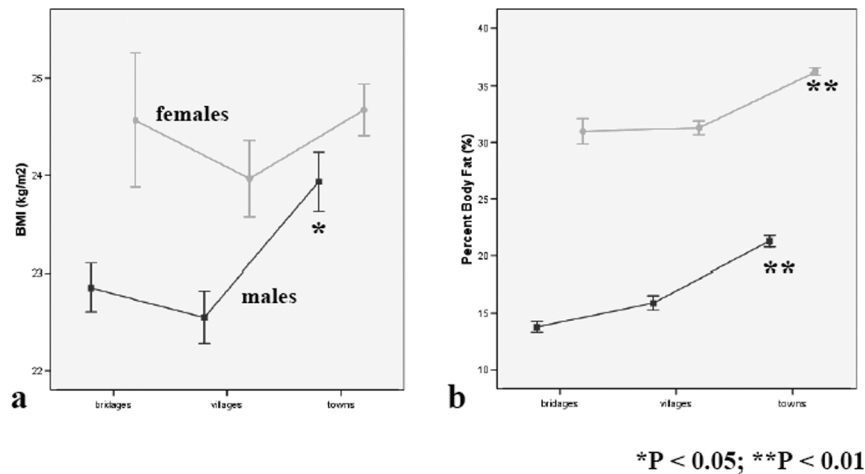 25
24
23
22
BMI (kg/m2)
females
males
*
bridages
villages
towns
a
40
35
30
25
20
15
10
Percent Body Fat (%)
**
**
bridages
villages
towns
b
*P < 0.05; **P < 0.01